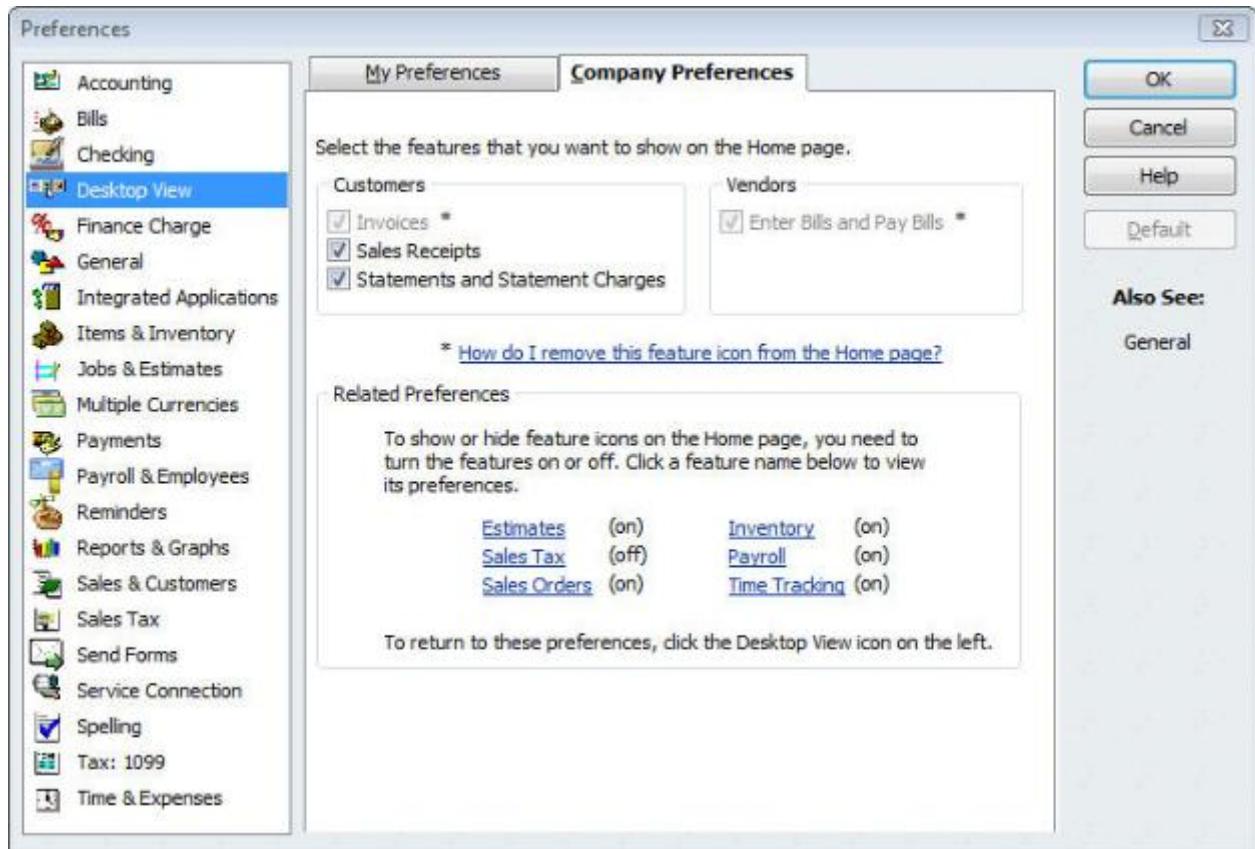 Preferences
Accounting
Bills
Checking
Desktop View
Finance Charge
General
Integrated Applications
Items & Inventory
Jobs & Estimates
Multiple Currencies
Payments
Payroll & Employees
Reminders
Reports & Graphs
Sales & Customers
Sales Tax
Send Forms
Service Connection
Spelling
Tax: 1099
Time & Expenses
My Preferences
Company Preferences
Select the features that you want to show on the Home page.
Customers
Invoices *
Sales Receipts
Statements and Statement Charges
Vendors
Enter Bills and Pay Bills *
* How do I remove this feature icon from the Home page?
Related Preferences
To show or hide feature icons on the Home page, you need to
turn the features on or off. Click a feature name below to view
its preferences.
Estimates (on) Inventory (on)
Sales Tax (off) Payroll (on)
Sales Orders (on) Time Tracking (on)
To return to these preferences, click the Desktop View icon on the left.
OK
Cancel
Help
Default
Also See:
General